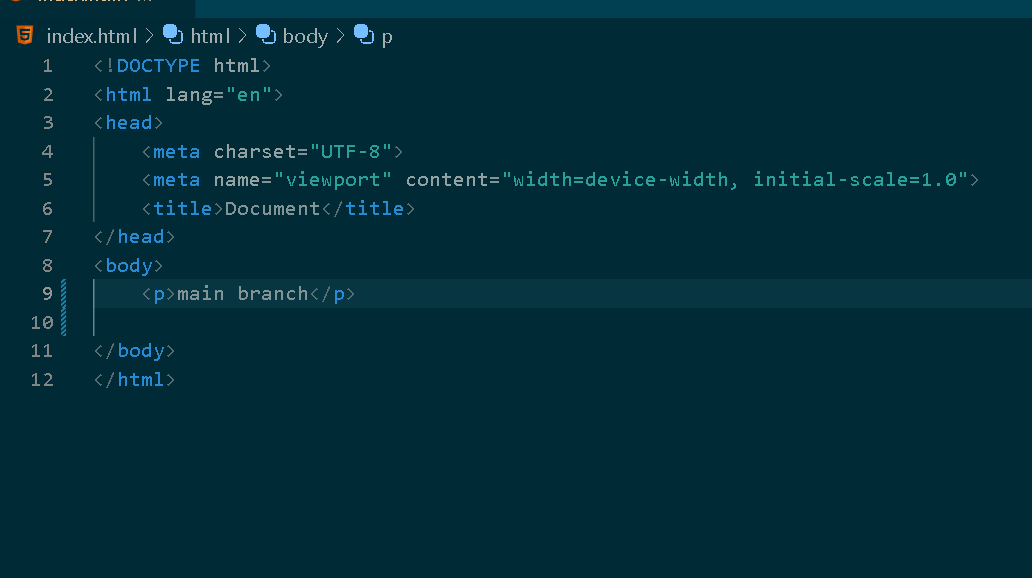 index.html > html > body > p
1 <!DOCTYPE html>
2 <html lang="en">
3 <head>
4     <meta charset="UTF-8">
5     <meta name="viewport" content="width=device-width, initial-scale=1.0">
6     <title>Document</title>
7 </head>
8 <body>
9     <p>main branch</p>
10
11 </body>
12 </html>